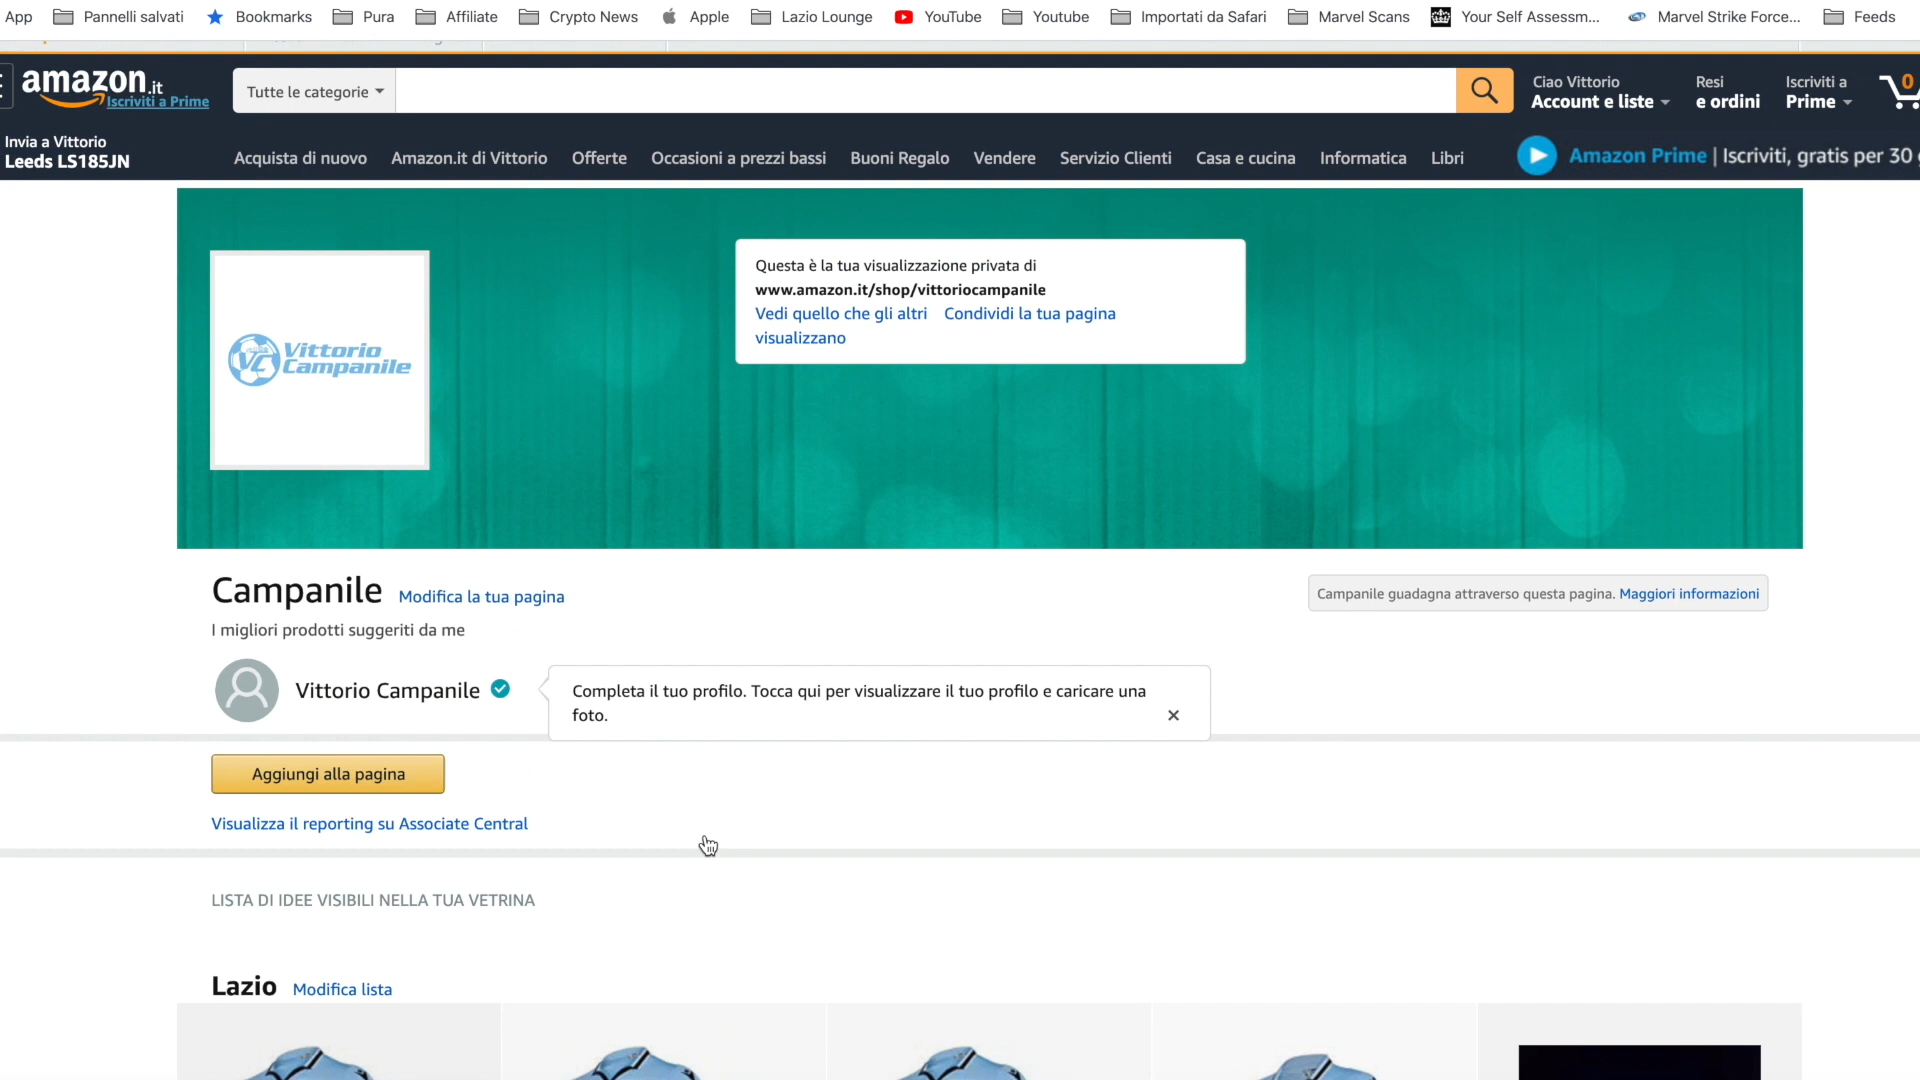 App Pannelli salvati Bookmarks Pura Affiliate Crypto News Apple Lazio Lounge YouTube Youtube Importati da Safari Marvel Scans Your Self Assessm... Marvel Strike Force... Feeds
amazon.it
Iscriviti a Prime
Tutte le categorie
Ciao Vittorio
Account e liste
Resi
e ordini
Iscriviti a
Prime
0
Invia a Vittorio
Leeds LS185JN
Acquista di nuovo Amazon.it di Vittorio Offerte Occasioni a prezzi bassi Buoni Regalo Vendere Servizio Clienti Casa e cucina Informatica Libri
Amazon Prime | Iscriviti, gratis per 30
VC Vittorio
Campanile
Questa è la tua visualizzazione privata di
www.amazon.it/shop/vittoriocampanile
Vedi quello che gli altri Condividi la tua pagina
visualizzano
Campanile Modifica la tua pagina
Campanile guadagna attraverso questa pagina. Maggiori informazioni
I migliori prodotti suggeriti da me
Vittorio Campanile
Completa il tuo profilo. Tocca qui per visualizzare il tuo profilo e caricare una
foto.
Aggiungi alla pagina
Visualizza il reporting su Associate Central
LISTA DI IDEE VISIBILI NELLA TUA VETRINA
Lazio Modifica lista